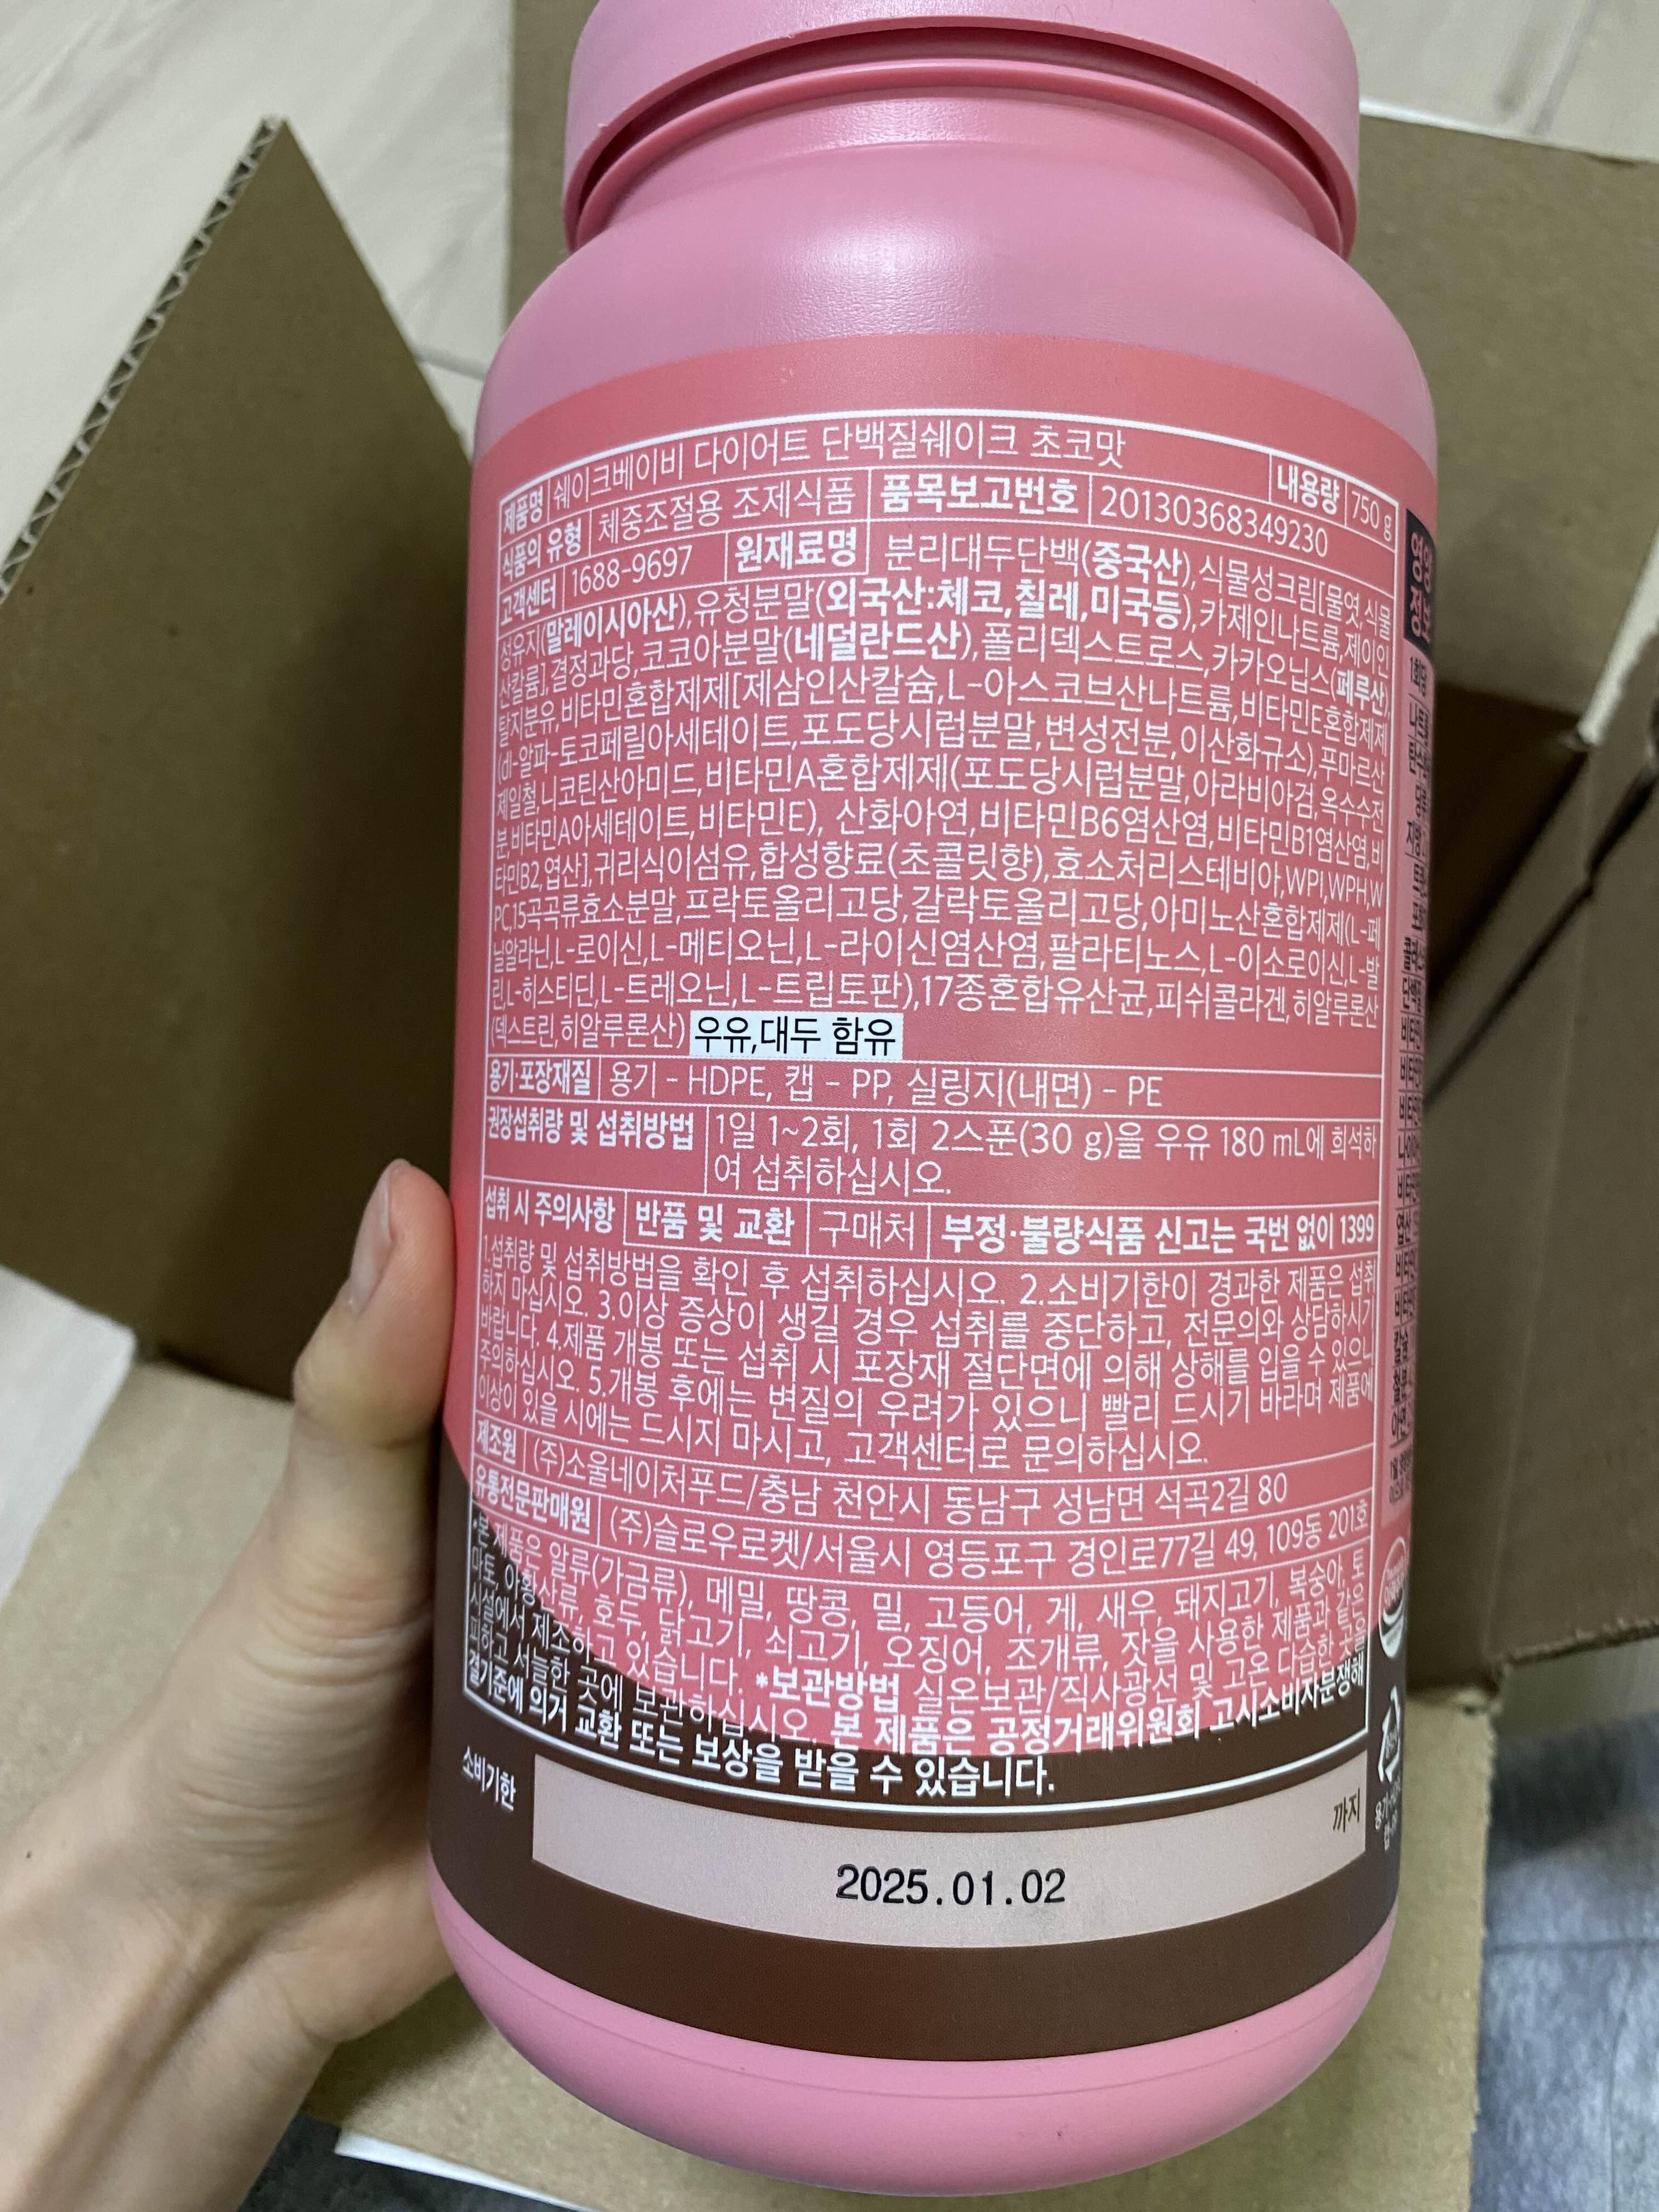 제품명 쉐이크베이비 다이어트 단백질쉐이크 초코맛 내용량 750 g
식품의 유형 체중조절용 조제식품 품목보고번호 20130368349230
고객센터 1688-9697 원재료명 분리대두단백(중국산),식물성크림[물엿,식물
성유지(말레이시아산),유청분말(외국산:체코,칠레,미국등),카제인나트륨,제이인
산칼륨],결정과당,코코아분말(네덜란드산),폴리덱스트로스,카카오닙스(페루산),
탈지분유,비타민혼합제제[제삼인산칼슘,L-아스코브산나트륨,비타민E혼합제제
(dl-알파-토코페릴아세테이트,포도당시럽분말,변성전분,이산화규소),푸마르산
제일철,니코틴산아미드,비타민A혼합제제(포도당시럽분말,아라비아검,옥수수전
분,비타민A아세테이트,비타민E), 산화아연,비타민B6염산염,비타민B1염산염,비
타민B2,엽산],귀리식이섬유,합성향료(초콜릿향),효소처리스테비아,WPI,WPH,W
PC,15곡곡류효소분말,프락토올리고당,갈락토올리고당,아미노산혼합제제(L-페
닐알라닌,L-로이신,L-메티오닌,L-라이신염산염,팔라티노스,L-이소로이신,L-발
린,L-히스티딘,L-트레오닌,L-트립토판),17종혼합유산균,피쉬콜라겐,히알루론산
(덱스트린,히알루론산) 우유,대두 함유
용기·포장재질 용기 - HDPE, 캡 - PP, 실링지(내면) - PE
권장섭취량 및 섭취방법 1일 1~2회, 1회 2스푼(30 g)을 우유 180 mL에 희석하
여 섭취하십시오.
섭취 시 주의사항 반품 및 교환 구매처 부정·불량식품 신고는 국번 없이 1399
1.섭취량 및 섭취방법을 확인 후 섭취하십시오. 2.소비기한이 경과한 제품은 섭취
하지 마십시오. 3.이상 증상이 생길 경우 섭취를 중단하고, 전문의와 상담하시기
바랍니다. 4.제품 개봉 또는 섭취 시 포장재 절단면에 의해 상해를 입을 수 있으니
주의하십시오. 5.개봉 후에는 변질의 우려가 있으니 빨리 드시기 바라며 제품에
이상이 있을 시에는 드시지 마시고, 고객센터로 문의하십시오.
제조원 (주)소울네이처푸드/충남 천안시 동남구 성남면 석곡2길 80
유통전문판매원 (주)슬로우로켓/서울시 영등포구 경인로77길 49, 109동 201호
*본 제품은 알류(가금류), 메밀, 땅콩, 밀, 고등어, 게, 새우, 돼지고기, 복숭아, 토
마토, 아황산류, 호두, 닭고기, 쇠고기, 오징어, 조개류, 잣을 사용한 제품과 같은
시설에서 제조하고 있습니다. *보관방법 실온보관/직사광선 및 고온 다습한 곳을
피하고 서늘한 곳에 보관하십시오. 본 제품은 공정거래위원회 고시소비자분쟁해
결기준에 의거 교환 또는 보상을 받을 수 있습니다.
소비기한 까지
2025.01.02
영양
정보